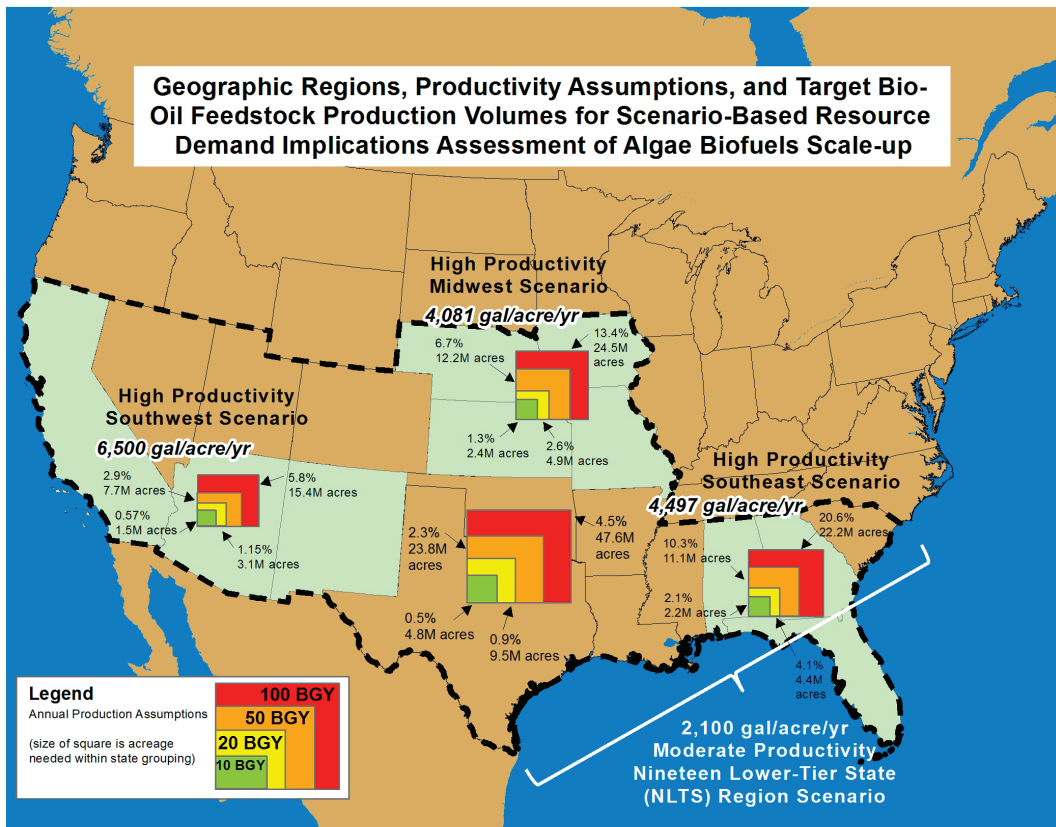 Geographic Regions, Productivity Assumptions, and Target Bio-
Oil Feedstock Production Volumes for Scenario-Based Resource
Demand Implications Assessment of Algae Biofuels Scale-up
High Productivity
Midwest Scenario
4,081 gal/acre/yr
6.7%
12.2M acres
13.4%
24.5M
acres
1.3%
2.4M acres
2.6%
4.9M acres
High Productivity
Southwest Scenario
6,500 gal/acre/yr
2.9%
7.7M acres
5.8%
15.4M acres
0.57%
1.5M acres
1.15%
3.1M acres
High Productivity
Southeast Scenario
4,497 gal/acre/yr
10.3%
11.1M acres
20.6%
22.2M acres
2.1%
2.2M acres
4.1%
4.4M
acres
2.3%
23.8M
acres
4.5%
47.6M
acres
0.5%
4.8M acres
0.9%
9.5M acres
2,100 gal/acre/yr
Moderate Productivity
Nineteen Lower-Tier State
(NLTS) Region Scenario
Legend
Annual Production Assumptions
(size of square is acreage
needed within state grouping)
100 BGY
50 BGY
20 BGY
10 BGY